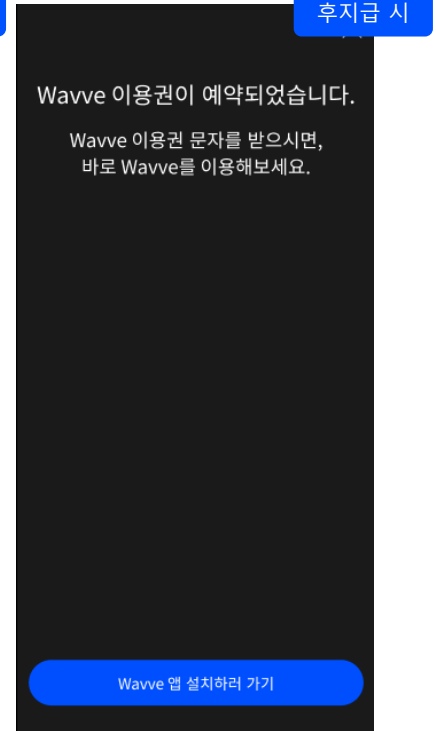 후지급 시
Wavve 이용권이 예약되었습니다.
Wavve 이용권 문자를 받으시면,
바로 Wavve를 이용해보세요.
Wavve 앱 설치하러 가기